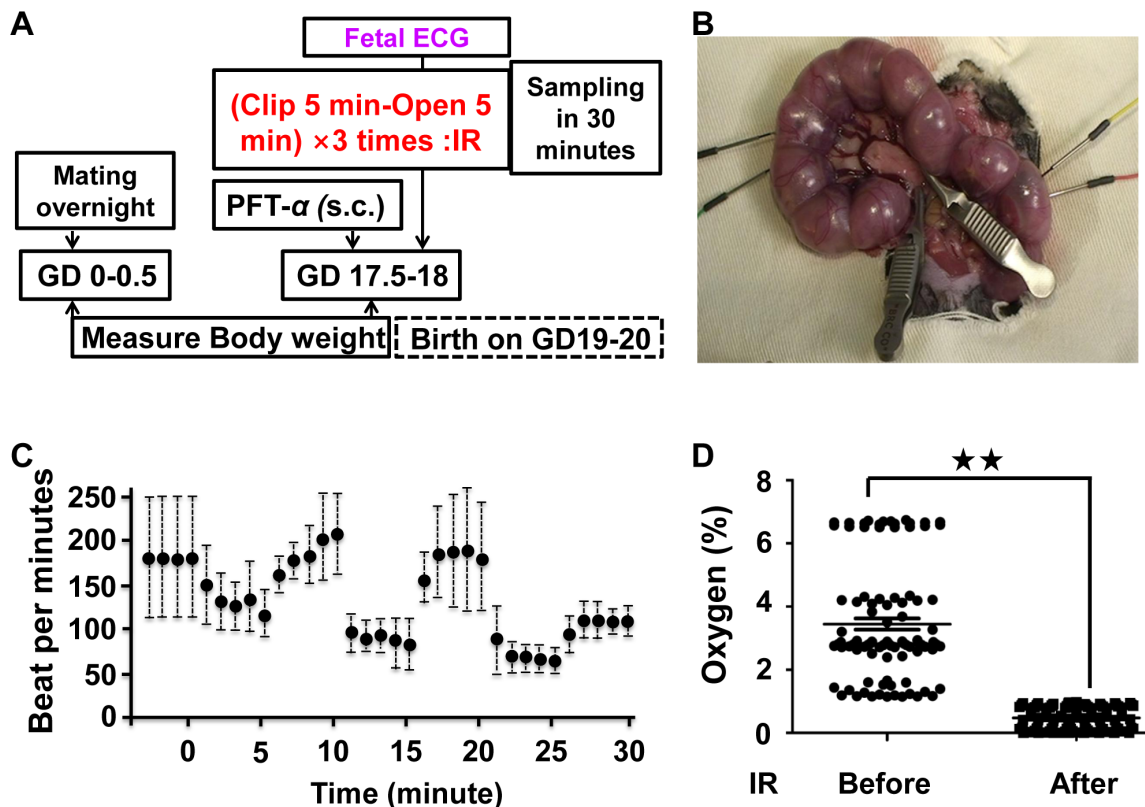 A
Fetal ECG
(Clip 5 min-Open 5
min) ×3 times :IR
Sampling
in 30
minutes
Mating
overnight
PFT-α (s.c.)
GD 0-0.5
GD 17.5-18
Measure Body weight
Birth on GD19-20
B
C
Beat per minutes
250
200
150
100
50
0
0 5 10 15 20 25 30
Time (minute)
D
★★
Oxygen (%)
8
6
4
2
0
IR Before After